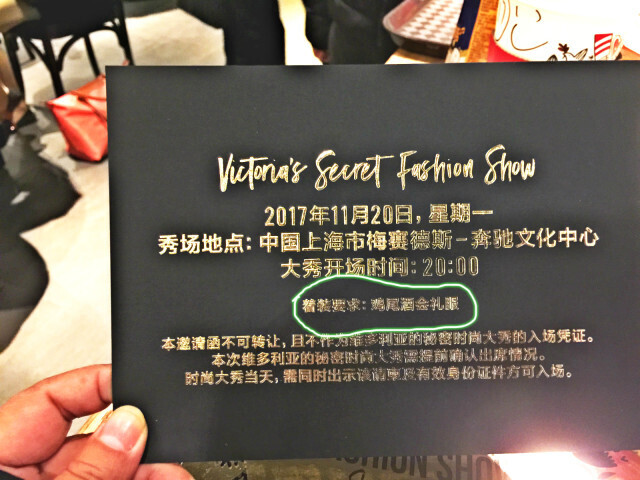 Victoria's Secret Fashion Show
2017年11月20日，星期一
秀场地点：中国上海市梅赛德斯-奔驰文化中心
大秀开场时间：20:00
着装要求：鸡尾酒会礼服
本邀请函不可转让，且不作为维多利亚的秘密时尚大秀的入场凭证。
本次维多利亚的秘密时尚大秀需提前确认出席情况。
时尚大秀当天，需同时出示该请柬及有效身份证件方可入场。
FASHION SHO